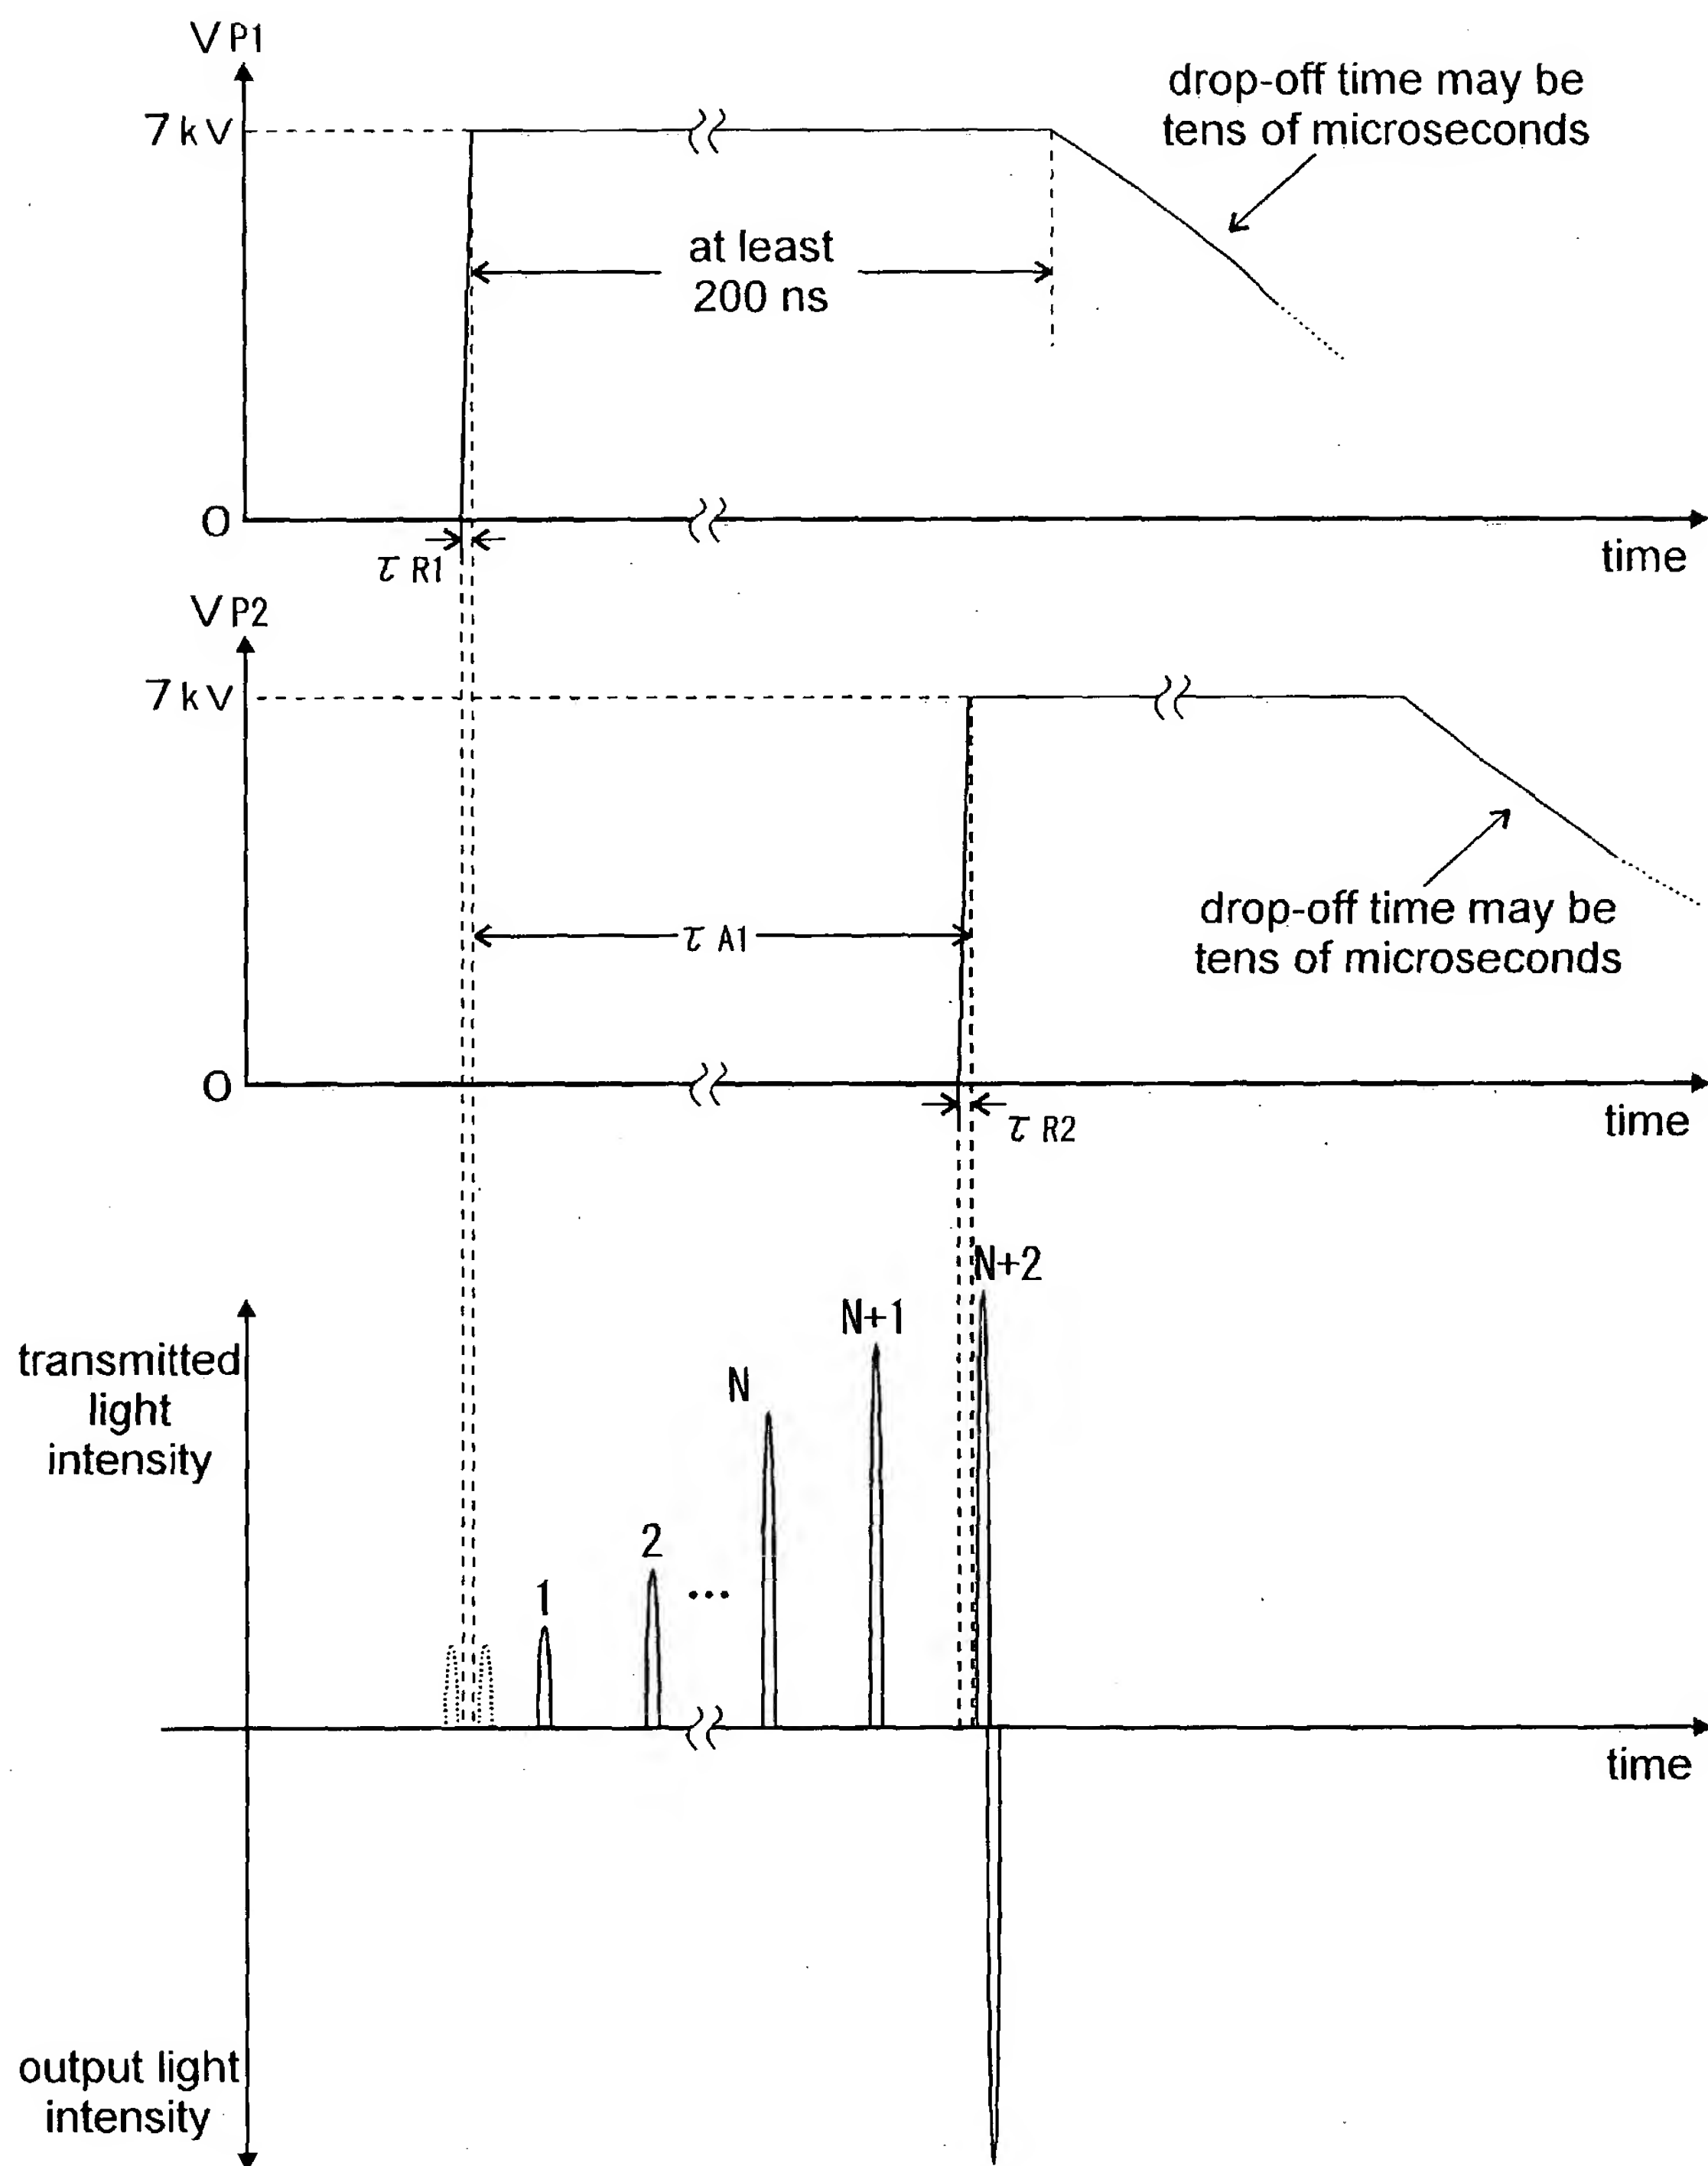 VP1
drop-off time may be
tens of microseconds
7kV
at least
200 ns
0
τR1
time
VP2
7kV
τA1
drop-off time may be
tens of microseconds
0
τR2
time
N+2
N+1
transmitted
light
intensity
N
2
1
...
time
output light
intensity